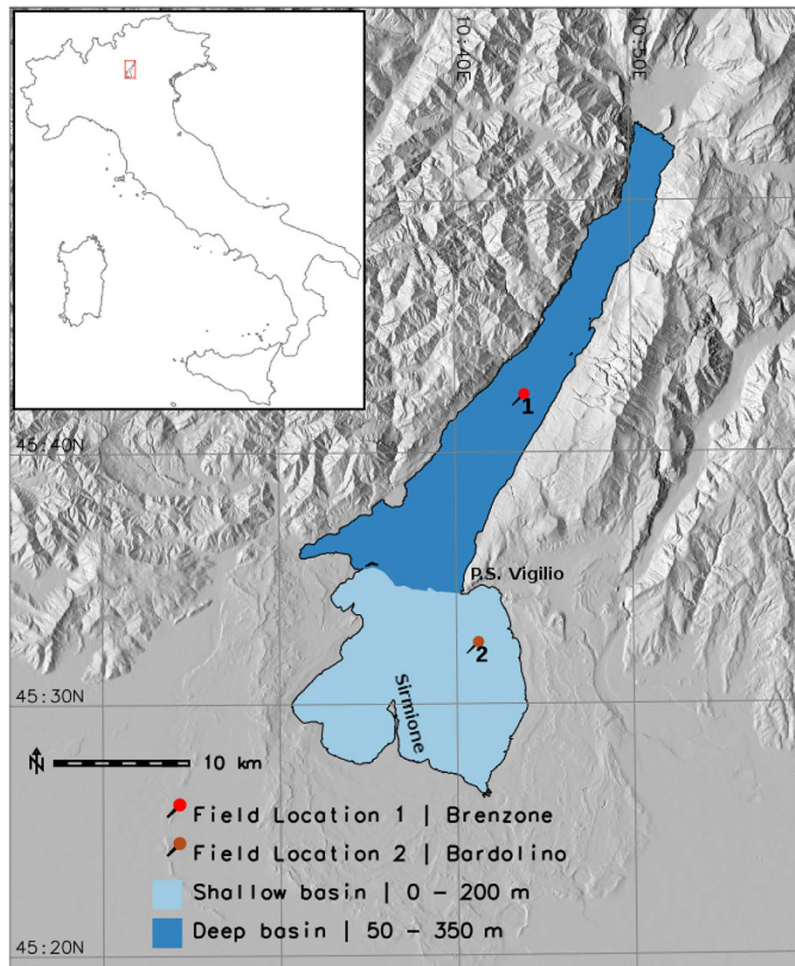 10:40E
10:50E
1
45:40N
P.S. Vigilio
2
Sirmione
45:30N
N
10 km
Field Location 1 | Brenzone
Field Location 2 | Bardolino
Shallow basin | 0 - 200 m
Deep basin | 50 - 350 m
45:20N